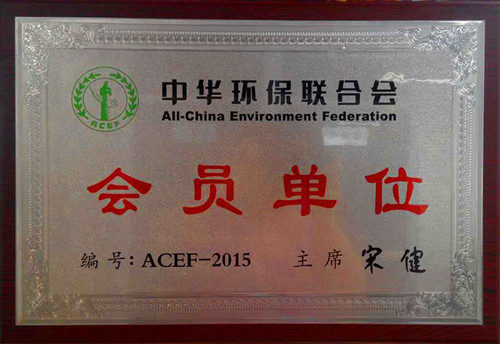 中华环保联合会
All-China Environment Federation
ACEF
会员单位
编号:ACEF-2015 主席 宋健